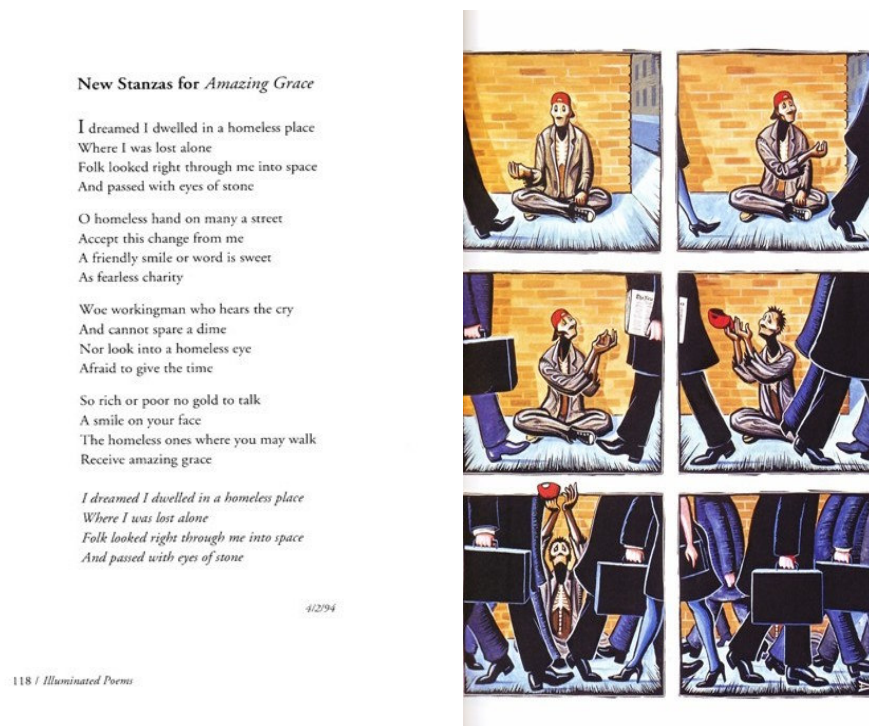 New Stanzas for Amazing Grace
I dreamed I dwelled in a homeless place
Where I was lost alone
Folk looked right through me into space
And passed with eyes of stone
O homeless hand on many a street
Accept this change from me
A friendly smile or word is sweet
As fearless charity
Woe workingman who hears the cry
And cannot spare a dime
Nor look into a homeless eye
Afraid to give the time
So rich or poor no gold to talk
A smile on your face
The homeless ones where you may walk
Receive amazing grace
I dreamed I dwelled in a homeless place
Where I was lost alone
Folk looked right through me into space
And passed with eyes of stone
4/2/94
118 / Illuminated Poems